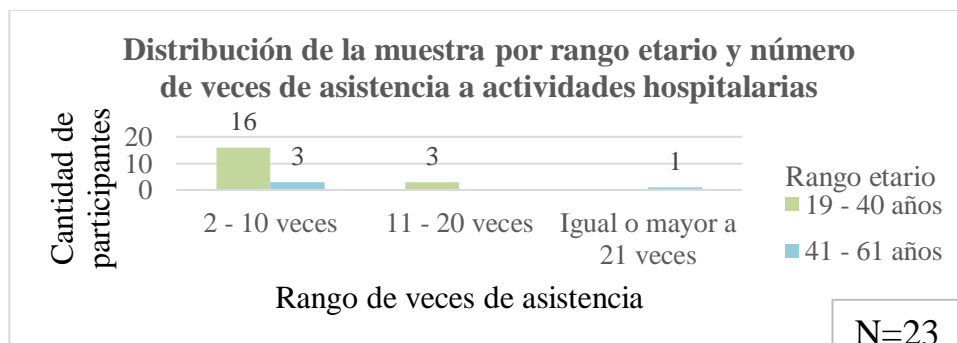 Distribución de la muestra por rango etario y número
de veces de asistencia a actividades hospitalarias
Cantidad de
participantes
20
10
0
16
3
3
1
2 - 10 veces
11 - 20 veces
Igual o mayor a
21 veces
Rango de veces de asistencia
Rango etario
19 - 40 años
41 - 61 años
N=23